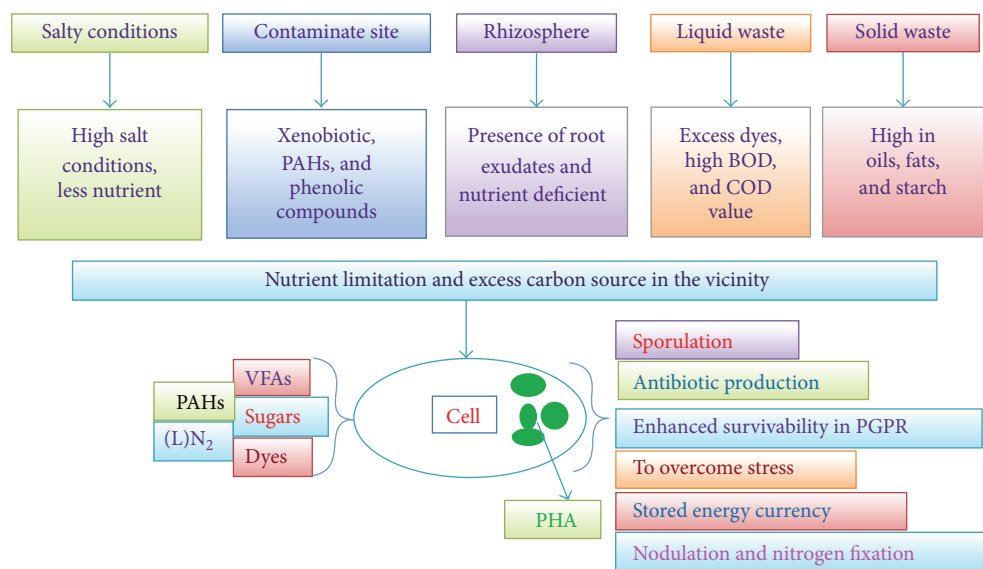 Salty conditions
Contaminate site
Rhizosphere
Liquid waste
Solid waste
High salt
conditions,
less nutrient
Xenobiotic,
PAHs, and
phenolic
compounds
Presence of root
exudates and
nutrient deficient
Excess dyes,
high BOD,
and COD
value
High in
oils, fats,
and starch
Nutrient limitation and excess carbon source in the vicinity
VFAs
PAHs
Sugars
(L)N₂
Dyes
Cell
PHA
Sporulation
Antibiotic production
Enhanced survivability in PGPR
To overcome stress
Stored energy currency
Nodulation and nitrogen fixation